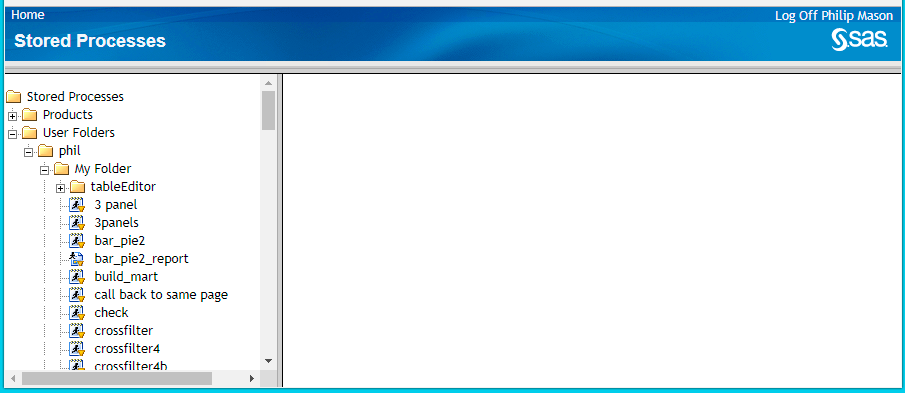 Home
Log Off Philip Mason
Stored Processes
sas
Stored Processes
Products
User Folders
phil
My Folder
tableEditor
3 panel
3panels
bar_pie2
bar_pie2_report
build_mart
call back to same page
check
crossfilter
crossfilter4
crossfilter4b